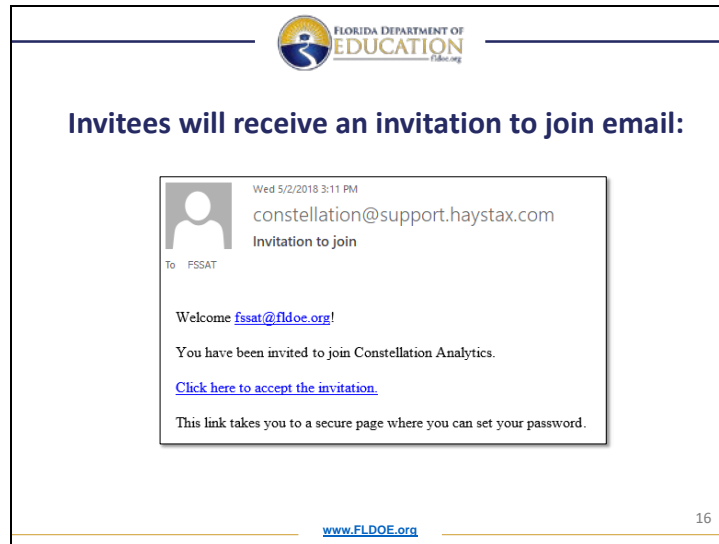 FLORIDA DEPARTMENT OF
EDUCATION
fldoe.org
Invitees will receive an invitation to join email:
Wed 5/2/2018 3:11 PM
constellation@support.haystax.com
Invitation to join
To FSSAT
Welcome fssat@fldoe.org!
You have been invited to join Constellation Analytics.
Click here to accept the invitation.
This link takes you to a secure page where you can set your password.
www.FLDOE.org
16